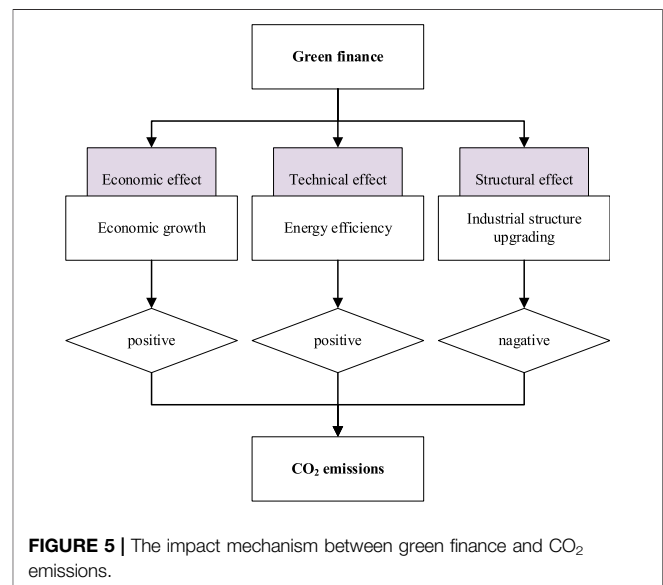 Green finance
Economic effect
Technical effect
Structural effect
Economic growth
Energy efficiency
Industrial structure
upgrading
positive
positive
nagative
CO₂ emissions
FIGURE 5 | The impact mechanism between green finance and CO₂
emissions.